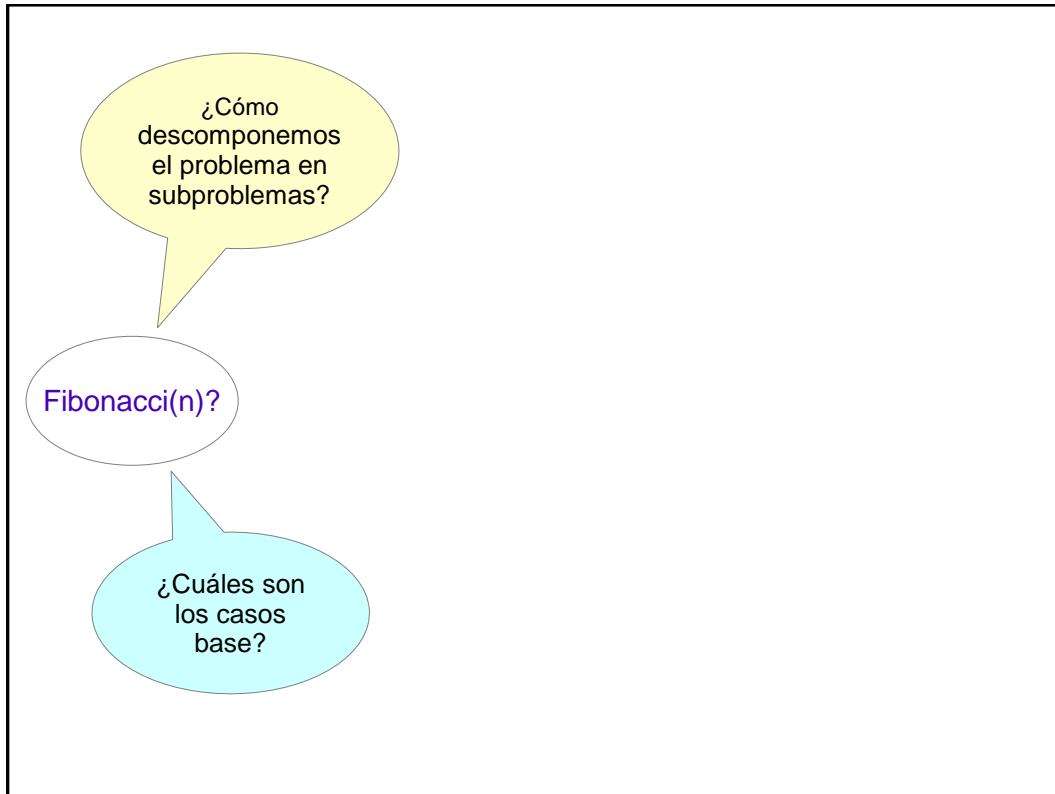 ¿Cómo
descomponemos
el problema en
subproblemas?
Fibonacci(n)?
¿Cuáles son
los casos
base?